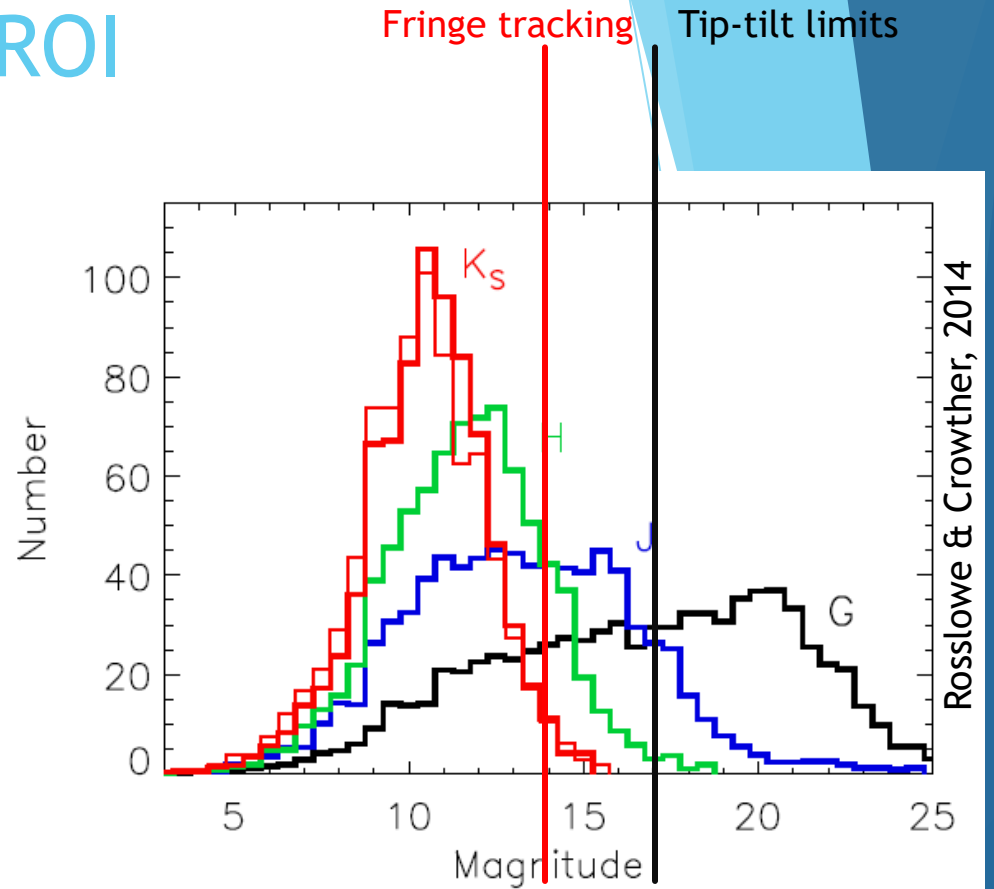 ROI
Fringe tracking
Tip-tilt limits
Number
100
80
60
40
20
0
Ks
H
J
G
5
10
15
20
25
Magnitude
Rosslowe & Crowther, 2014